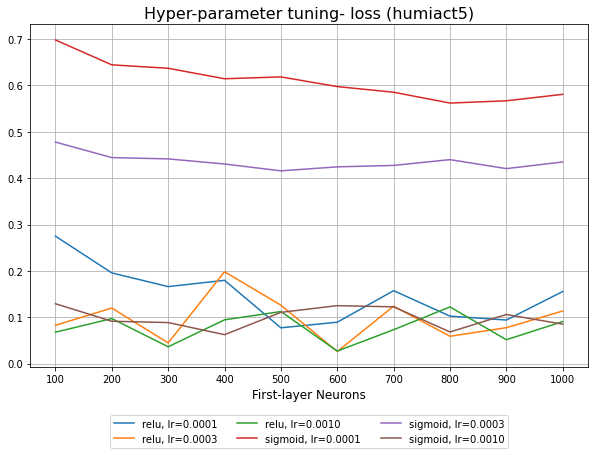 Hyper-parameter tuning- loss (humiact5)
0.7
0.6
0.5
0.4
0.3
0.2
0.1
0.0
100 200 300 400 500 600 700 800 900 1000
First-layer Neurons
relu, lr=0.0001 relu, lr=0.0010 sigmoid, lr=0.0003
relu, lr=0.0003 sigmoid, lr=0.0001 sigmoid, lr=0.0010